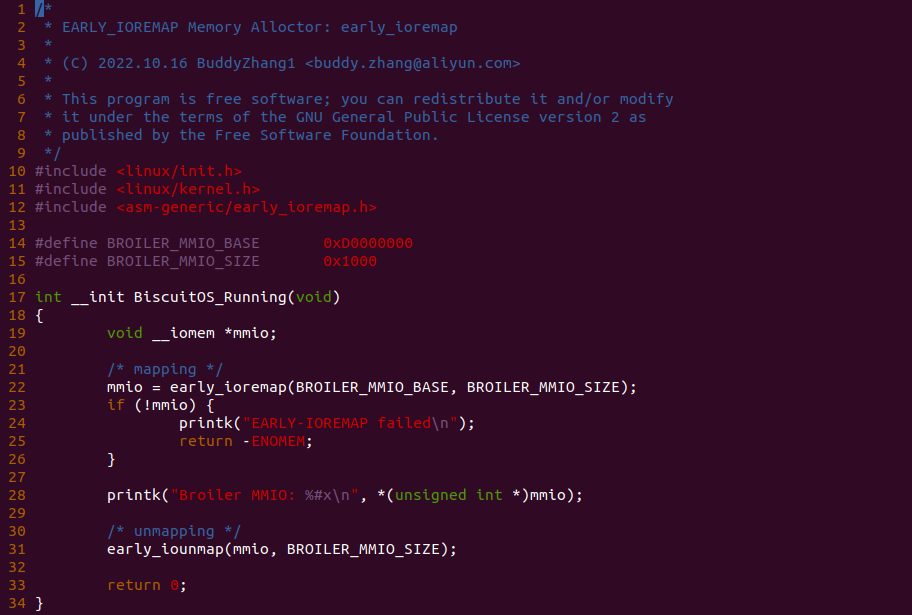 1 /*
2  * EARLY_IOREMAP Memory Alloctor: early_ioremap
3  *
4  * (C) 2022.10.16 BuddyZhang1 <buddy.zhang@aliyun.com>
5  *
6  * This program is free software; you can redistribute it and/or modify
7  * it under the terms of the GNU General Public License version 2 as
8  * published by the Free Software Foundation.
9  */
10 #include <linux/init.h>
11 #include <linux/kernel.h>
12 #include <asm-generic/early_ioremap.h>
13
14 #define BROILER_MMIO_BASE       0xD0000000
15 #define BROILER_MMIO_SIZE       0x1000
16
17 int __init BiscuitOS_Running(void)
18 {
19         void __iomem *mmio;
20
21         /* mapping */
22         mmio = early_ioremap(BROILER_MMIO_BASE, BROILER_MMIO_SIZE);
23         if (!mmio) {
24                 printk("EARLY-IOREMAP failed\n");
25                 return -ENOMEM;
26         }
27
28         printk("Broiler MMIO: %#x\n", *(unsigned int *)mmio);
29
30         /* unmapping */
31         early_iounmap(mmio, BROILER_MMIO_SIZE);
32
33         return 0;
34 }